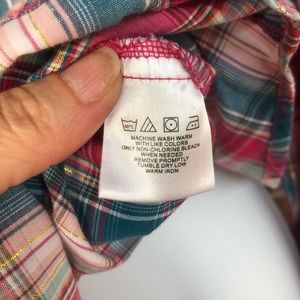 40°C
MACHINE WASH WARM
WITH LIKE COLORS
ONLY NON-CHLORINE BLEACH
WHEN NEEDED
REMOVE PROMPTLY
TUMBLE DRY LOW
WARM IRON